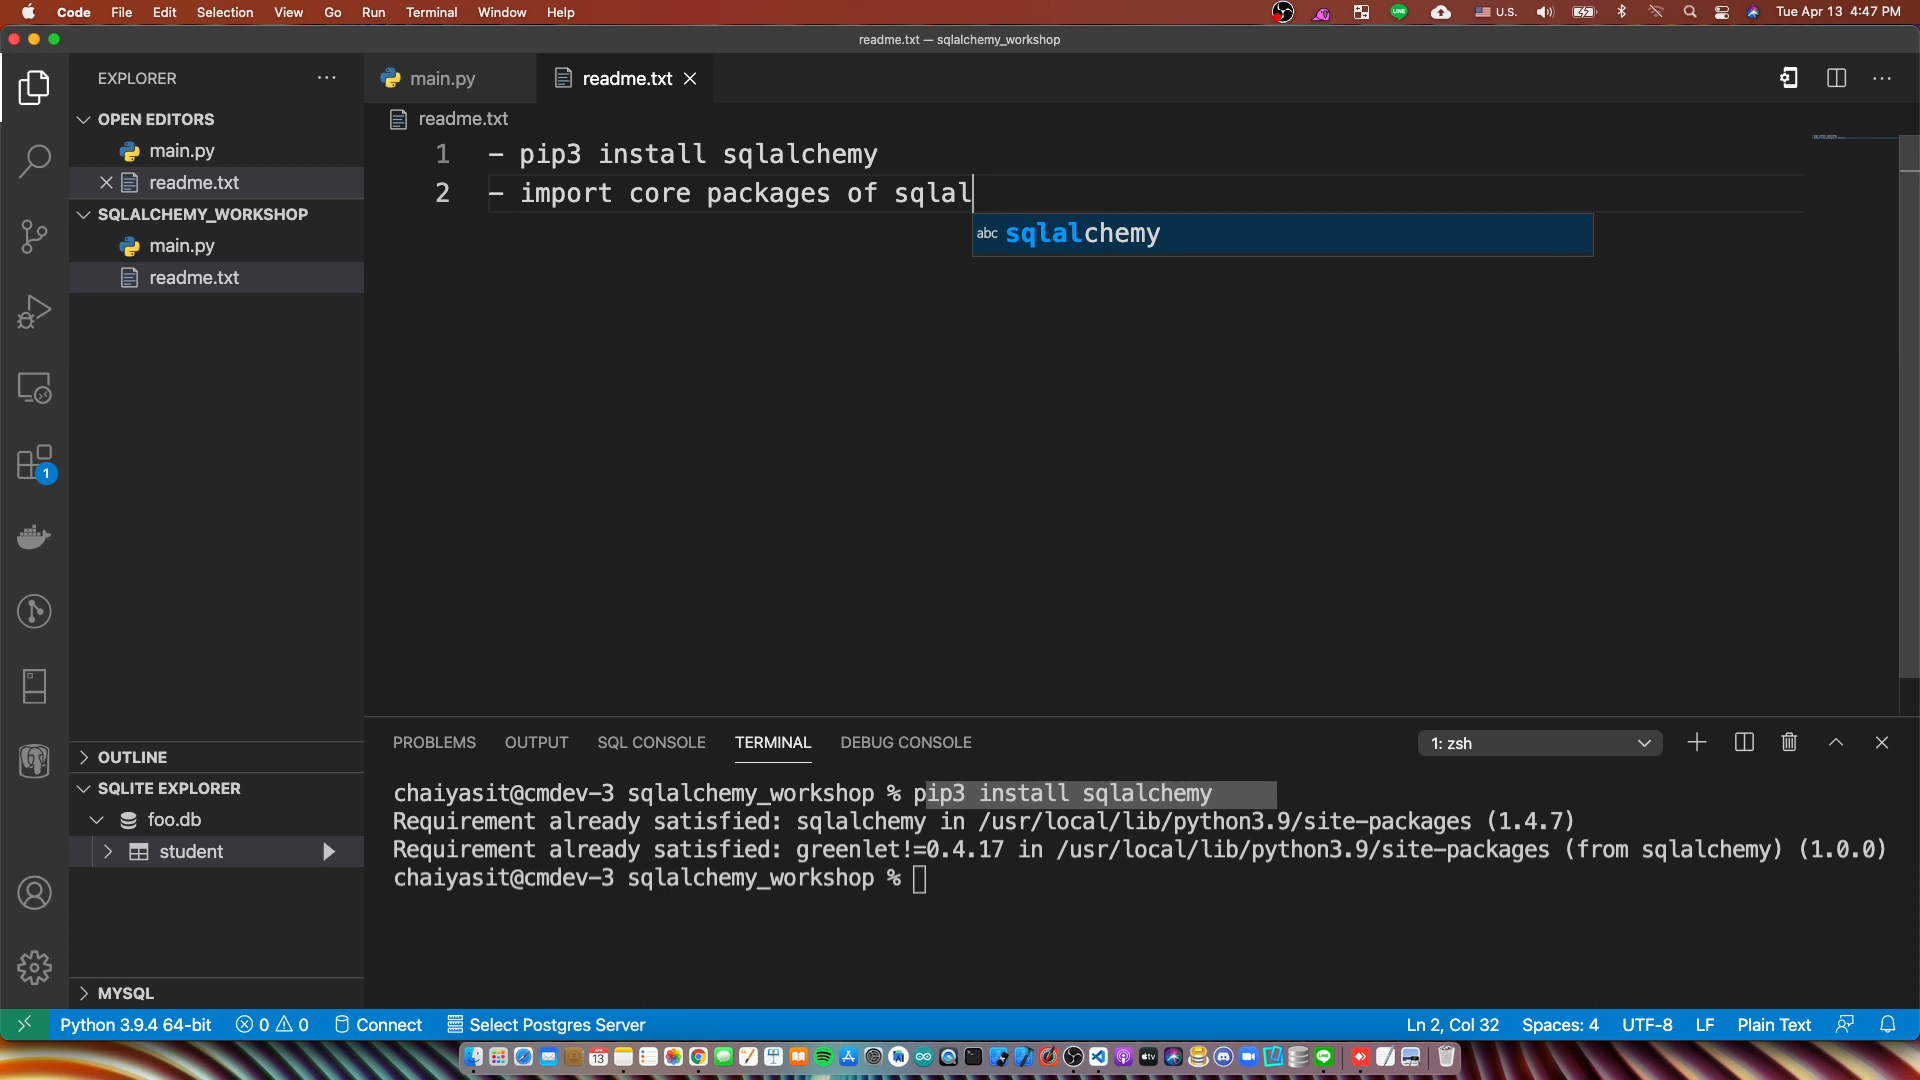 Code File Edit Selection View Go Run Terminal Window Help
LINE U.S. Tue Apr 13 4:47 PM
readme.txt — sqlalchemy_workshop
EXPLORER
main.py
readme.txt
OPEN EDITORS
main.py
readme.txt
SQLALCHEMY_WORKSHOP
main.py
readme.txt
readme.txt
1 - pip3 install sqlalchemy
2 - import core packages of sqlal
abc sqlalchemy
1
OUTLINE
SQLITE EXPLORER
foo.db
student
MYSQL
PROBLEMS OUTPUT SQL CONSOLE TERMINAL DEBUG CONSOLE
1: zsh
chaiyasit@cmdev-3 sqlalchemy_workshop % pip3 install sqlalchemy
Requirement already satisfied: sqlalchemy in /usr/local/lib/python3.9/site-packages (1.4.7)
Requirement already satisfied: greenlet!=0.4.17 in /usr/local/lib/python3.9/site-packages (from sqlalchemy) (1.0.0)
chaiyasit@cmdev-3 sqlalchemy_workshop %
Python 3.9.4 64-bit 0 0 Connect Select Postgres Server
Ln 2, Col 32 Spaces: 4 UTF-8 LF Plain Text
13